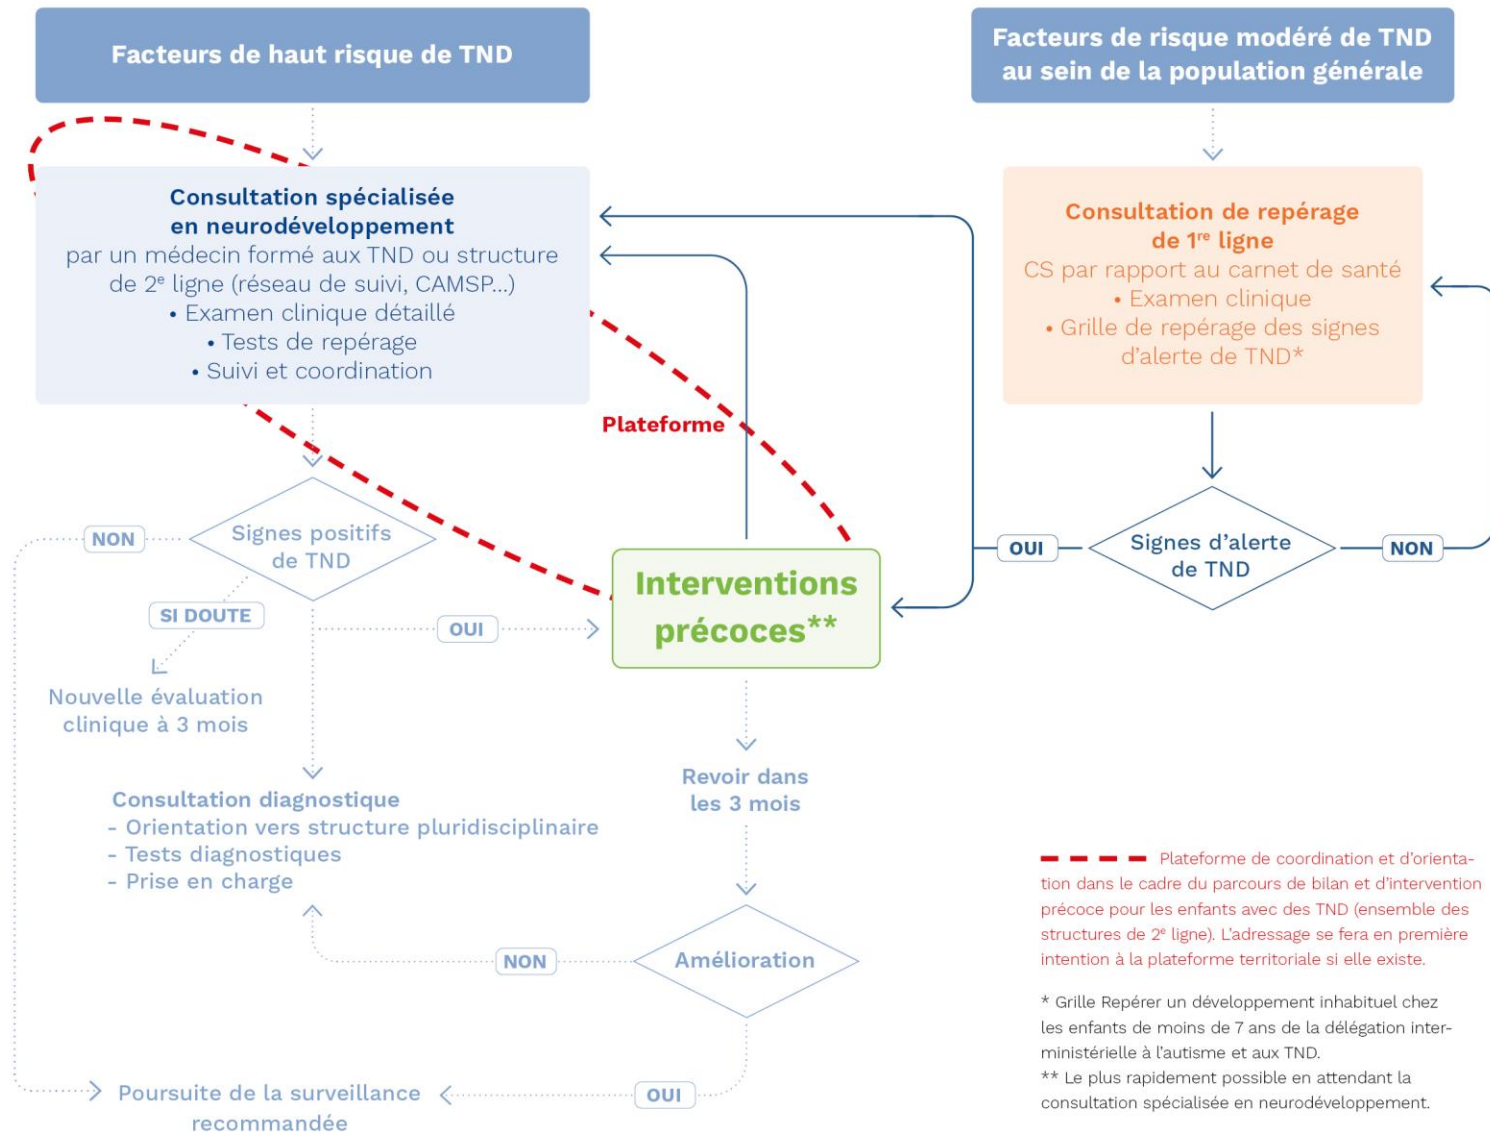 Facteurs de haut risque de TND
Facteurs de risque modéré de TND
au sein de la population générale
Consultation spécialisée
en neurodéveloppement
par un médecin formé aux TND ou structure
de 2e ligne (réseau de suivi, CAMSP...)
• Examen clinique détaillé
• Tests de repérage
• Suivi et coordination
Consultation de repérage
de 1re ligne
CS par rapport au carnet de santé
• Examen clinique
• Grille de repérage des signes
d'alerte de TND*
Plateforme
Signes positifs
de TND
NON
SI DOUTE
OUI
Nouvelle évaluation
clinique à 3 mois
Interventions
précoces**
OUI
Signes d'alerte
de TND
NON
Consultation diagnostique
- Orientation vers structure pluridisciplinaire
- Tests diagnostiques
- Prise en charge
Revoir dans
les 3 mois
Amélioration
NON
OUI
Poursuite de la surveillance
recommandée
Plateforme de coordination et d'orienta-
tion dans le cadre du parcours de bilan et d'intervention
précoce pour les enfants avec des TND (ensemble des
structures de 2e ligne). L'adressage se fera en première
intention à la plateforme territoriale si elle existe.
* Grille Repérer un développement inhabituel chez
les enfants de moins de 7 ans de la délégation inter-
ministérielle à l'autisme et aux TND.
** Le plus rapidement possible en attendant la
consultation spécialisée en neurodéveloppement.